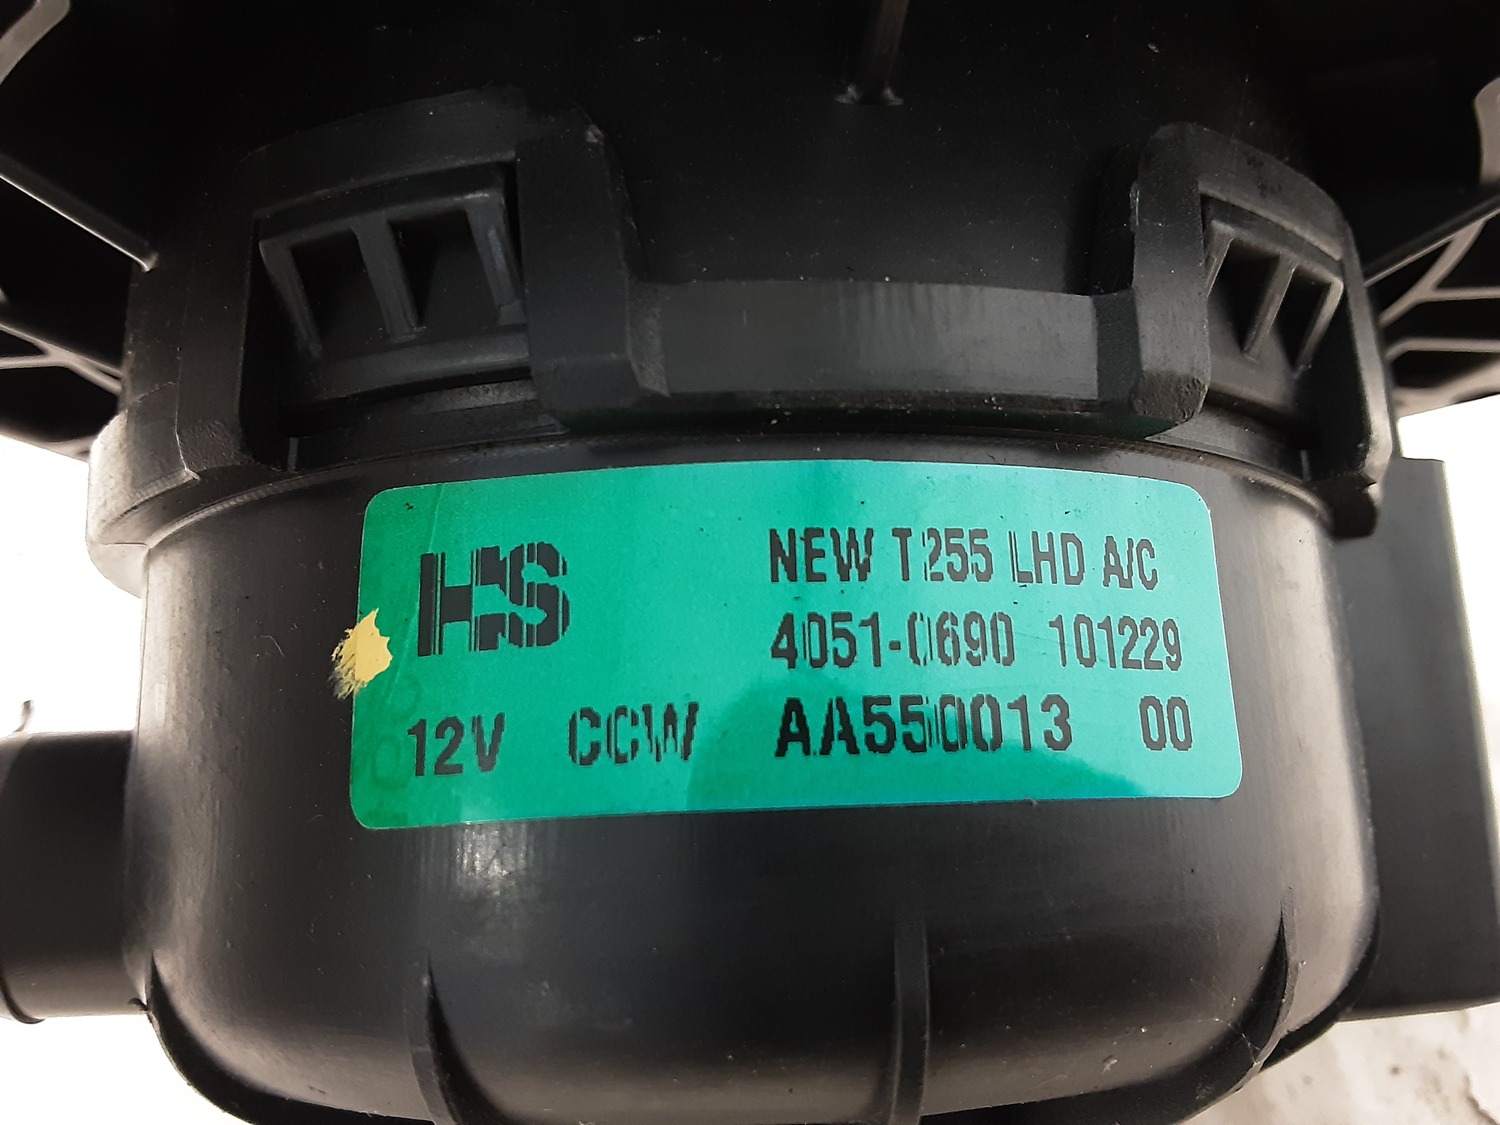 HS
NEW T255 LHD A/C
4051-0690 101229
12V CCW AA550013 00